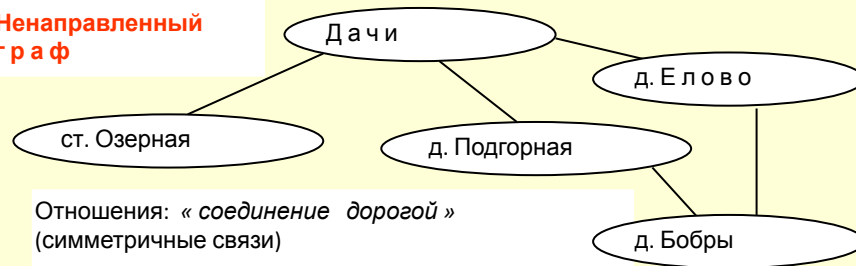 Ненаправленный
г р а ф
Д а ч и
д. Е л о в о
ст. Озерная
д. Подгорная
Отношения: « соединение дорогой »
(симметричные связи)
д. Бобры